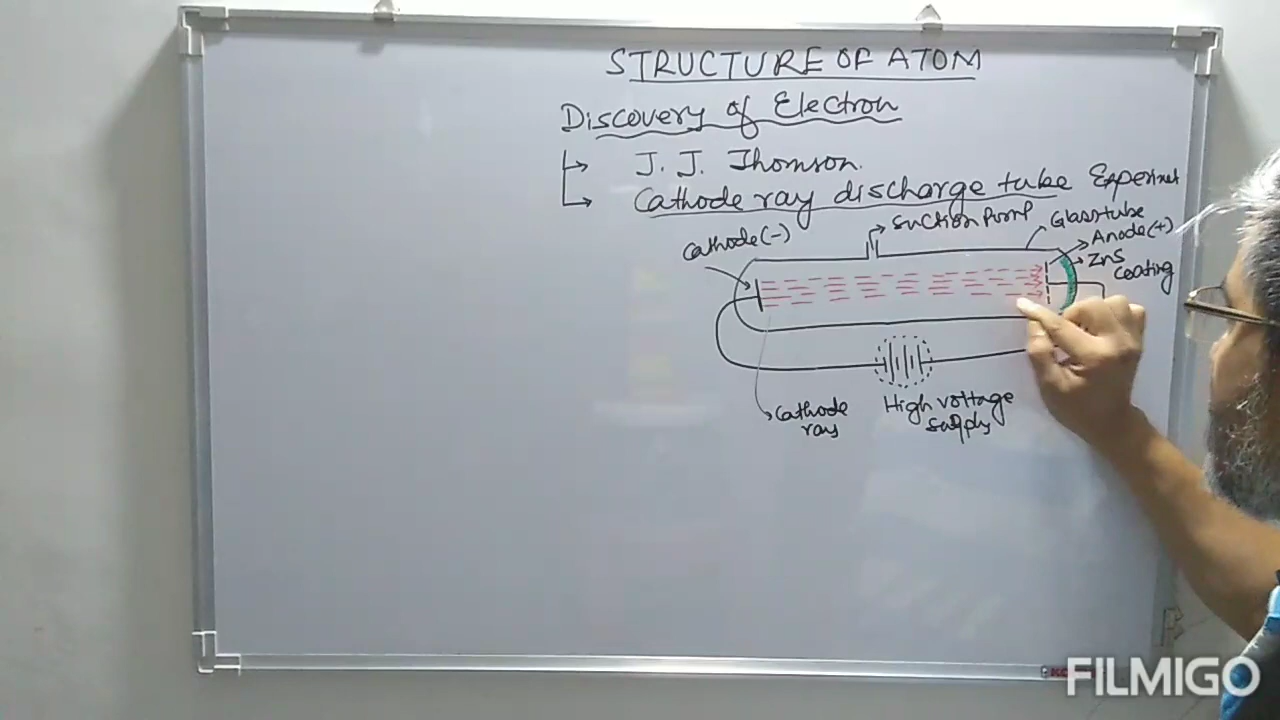 STRUCTURE OF ATOM
Discovery of Electron
J. J. Thomson.
Cathode ray discharge tube Experimet
Cathode (-)
Suction Pump
Glass tube
Anode (+)
ZnS
Coating
Cathode
ray
High voltage
supply
FILMIGO